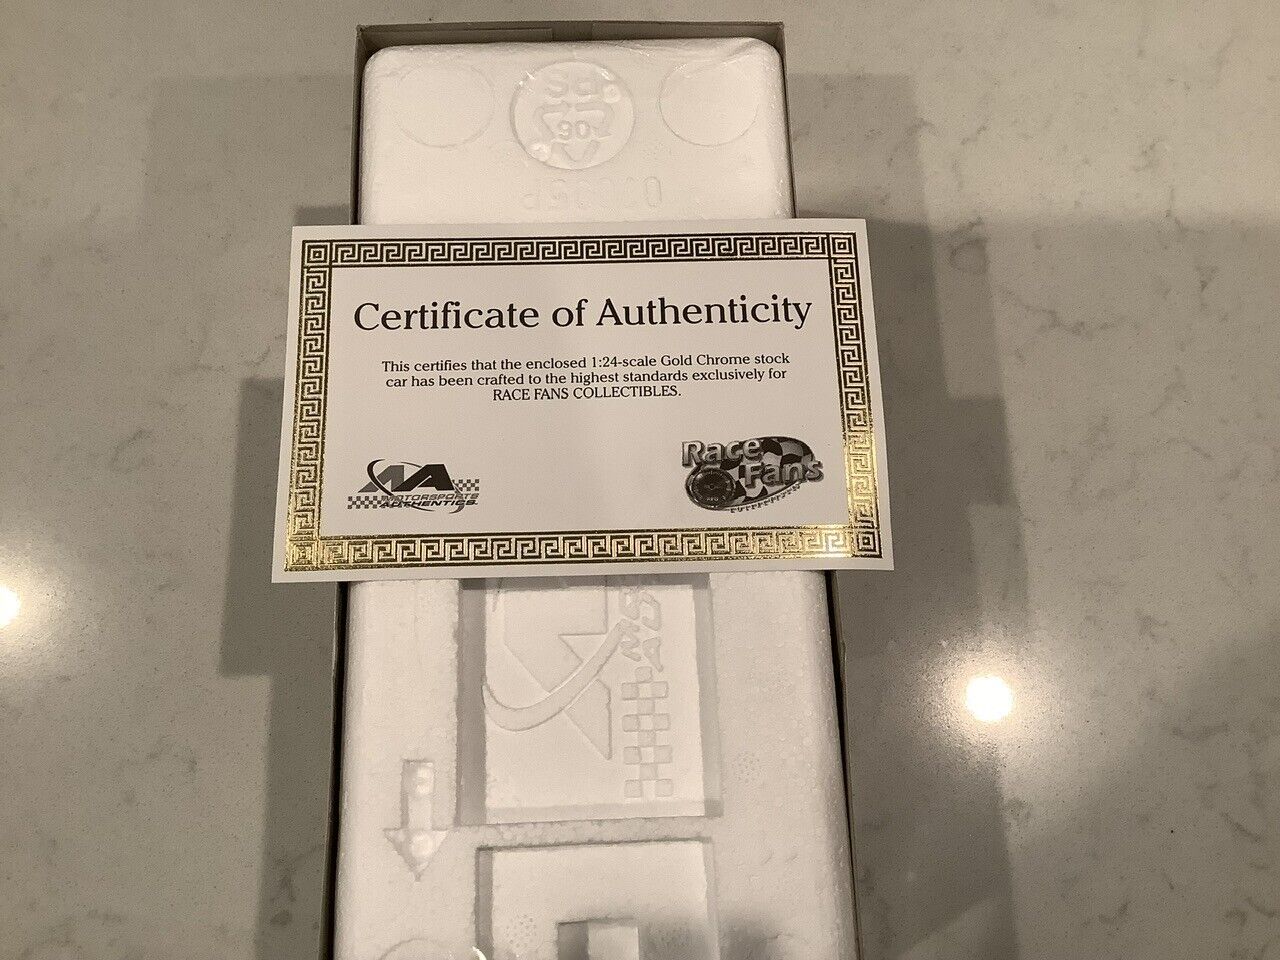 Certificate of Authenticity
This certifies that the enclosed 1:24-scale Gold Chrome stock
car has been crafted to the highest standards exclusively for
RACE FANS COLLECTIBLES.
MA
MOTORSPORTS
AUTHENTICS
Race
Fans